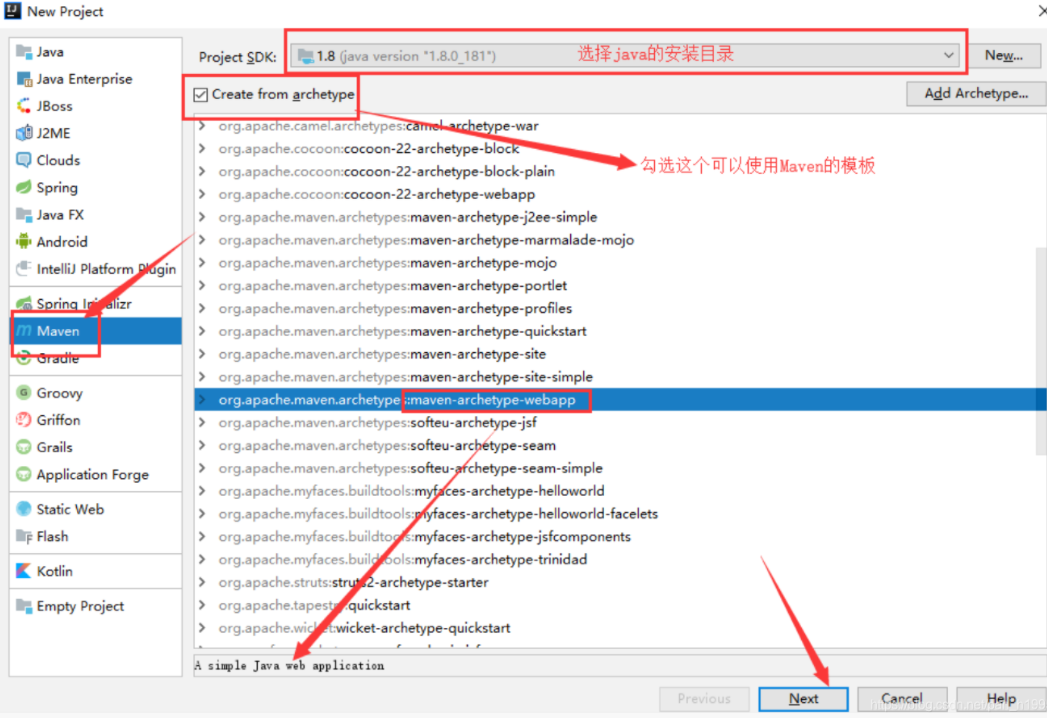 New Project
Java
Java Enterprise
JBoss
J2ME
Clouds
Spring
Java FX
Android
IntelliJ Platform Plugin
Spring Initializr
Maven
Gradle
Groovy
Griffon
Grails
Application Forge
Static Web
Flash
Kotlin
Empty Project
Project SDK: 1.8 (java version "1.8.0_181") 选择java的安装目录 New...
Create from archetype Add Archetype...
org.apache.camel.archetypes:camel-archetype-war
org.apache.cocoon:cocoon-22-archetype-block
勾选这个可以使用Maven的模板
org.apache.cocoon:cocoon-22-archetype-block-plain
org.apache.cocoon:cocoon-22-archetype-webapp
org.apache.maven.archetypes:maven-archetype-j2ee-simple
org.apache.maven.archetypes:maven-archetype-marmalade-mojo
org.apache.maven.archetypes:maven-archetype-mojo
org.apache.maven.archetypes:maven-archetype-portlet
org.apache.maven.archetypes:maven-archetype-profiles
org.apache.maven.archetypes:maven-archetype-quickstart
org.apache.maven.archetypes:maven-archetype-site
org.apache.maven.archetypes:maven-archetype-site-simple
org.apache.maven.archetypes:maven-archetype-webapp
org.apache.maven.archetypes:softeu-archetype-jsf
org.apache.maven.archetypes:softeu-archetype-seam
org.apache.maven.archetypes:softeu-archetype-seam-simple
org.apache.myfaces.buildtools:myfaces-archetype-helloworld
org.apache.myfaces.buildtools:myfaces-archetype-helloworld-facelets
org.apache.myfaces.buildtools:myfaces-archetype-jsfcomponents
org.apache.myfaces.buildtools:myfaces-archetype-trinidad
org.apache.struts:struts2-archetype-starter
org.apache.tapestry:quickstart
org.apache.wicket:wicket-archetype-quickstart
A simple Java web application
Previous Next Cancel Help